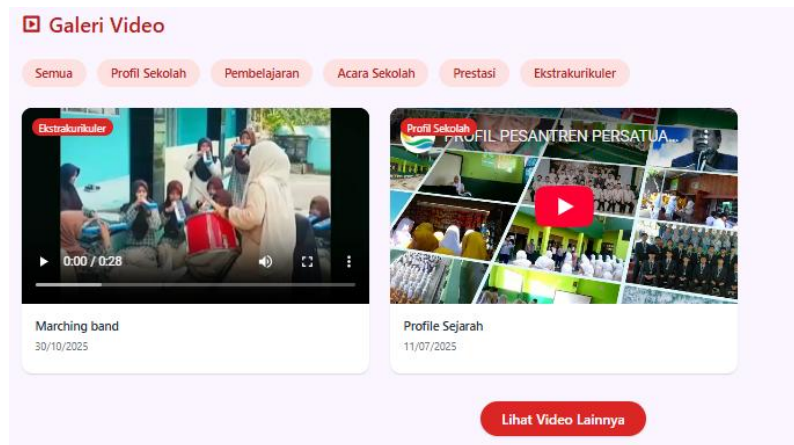 Galeri Video
Semua Profil Sekolah Pembelajaran Acara Sekolah Prestasi Ekstrakurikuler
Ekstrakurikuler
0:00 / 0:28
Marching band
30/10/2025
Profil Sekolah
PROFIL PESANTREN PERSATUA...
Profile Sejarah
11/07/2025
Lihat Video Lainnya